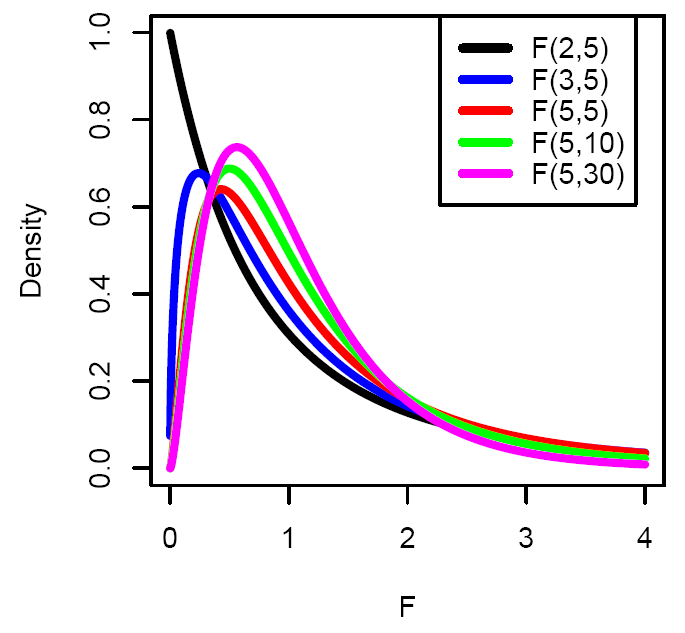 F(2,5)
F(3,5)
F(5,5)
F(5,10)
F(5,30)
Density
1.0
0.8
0.6
0.4
0.2
0.0
0 1 2 3 4
F